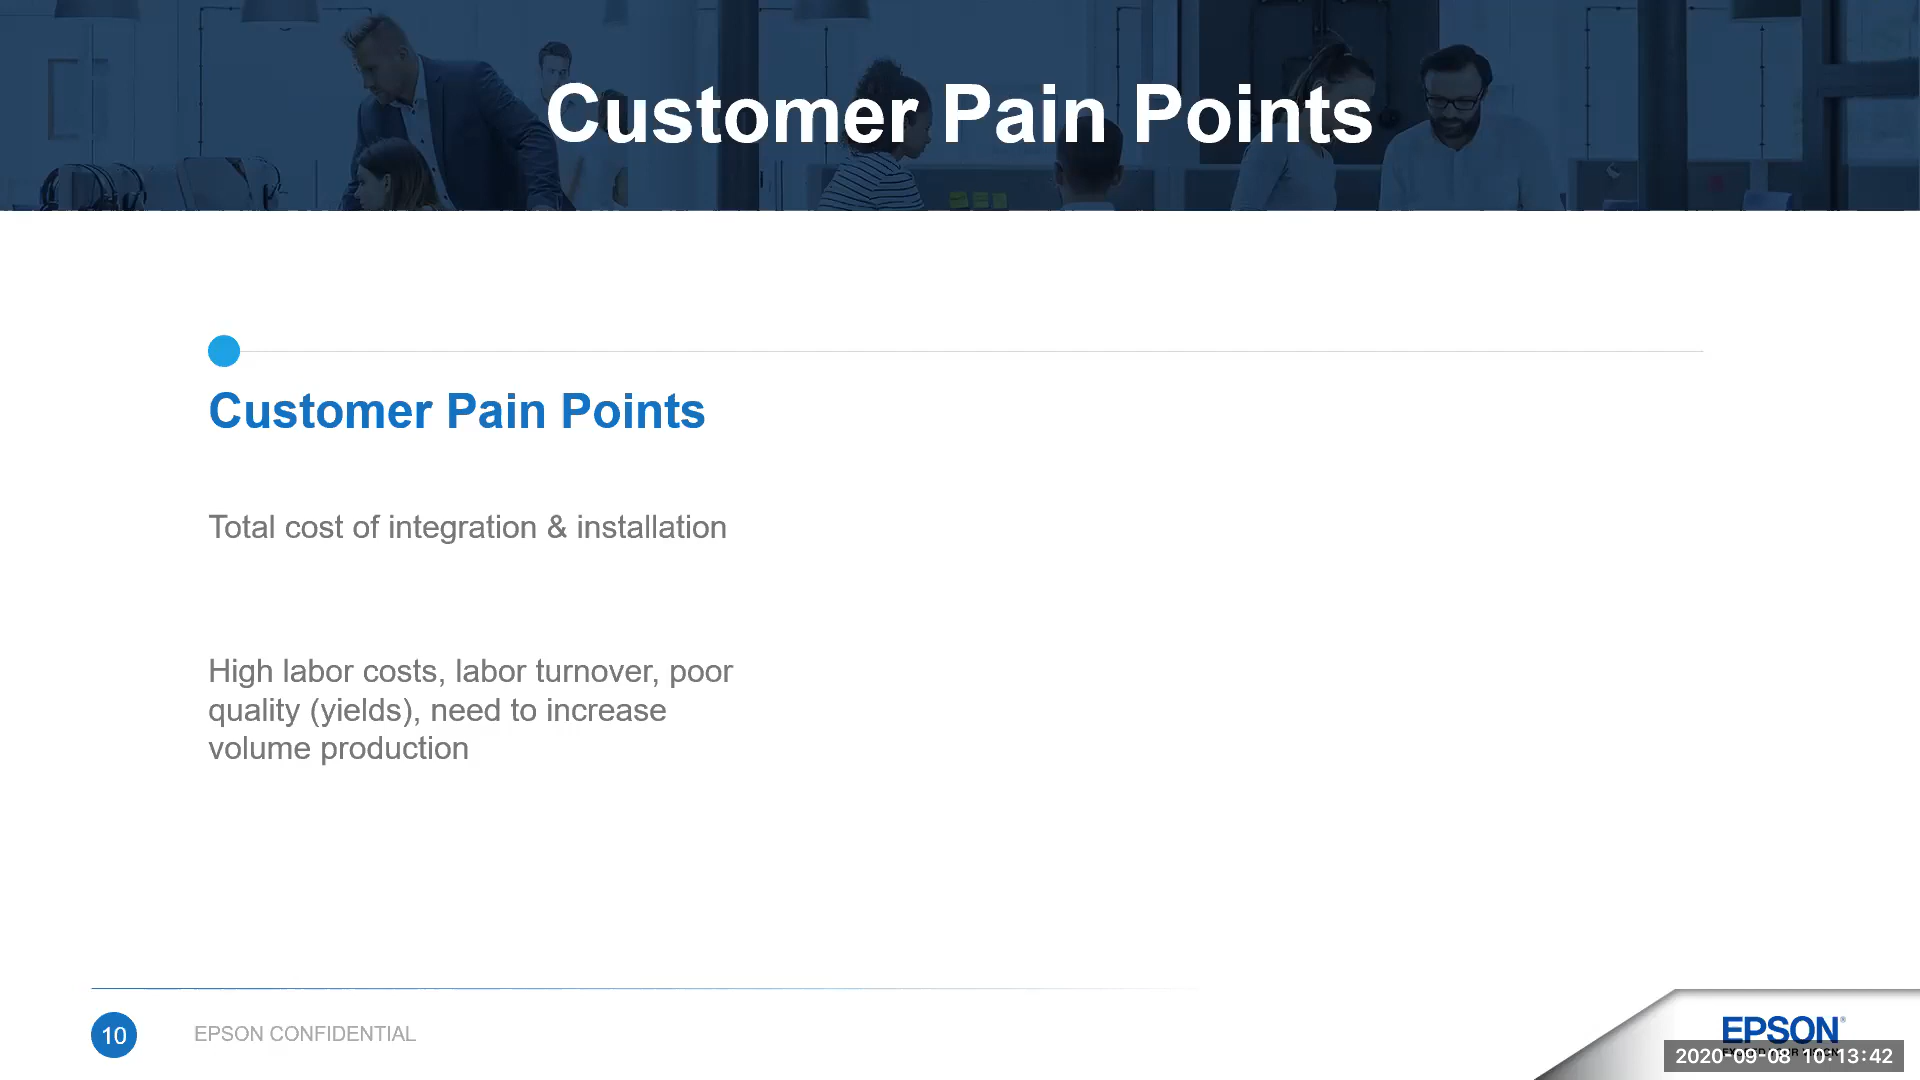 Customer Pain Points
Customer Pain Points
Total cost of integration & installation
High labor costs, labor turnover, poor
quality (yields), need to increase
volume production
10
EPSON CONFIDENTIAL
EPSON®
2020-09-08 10:13:42